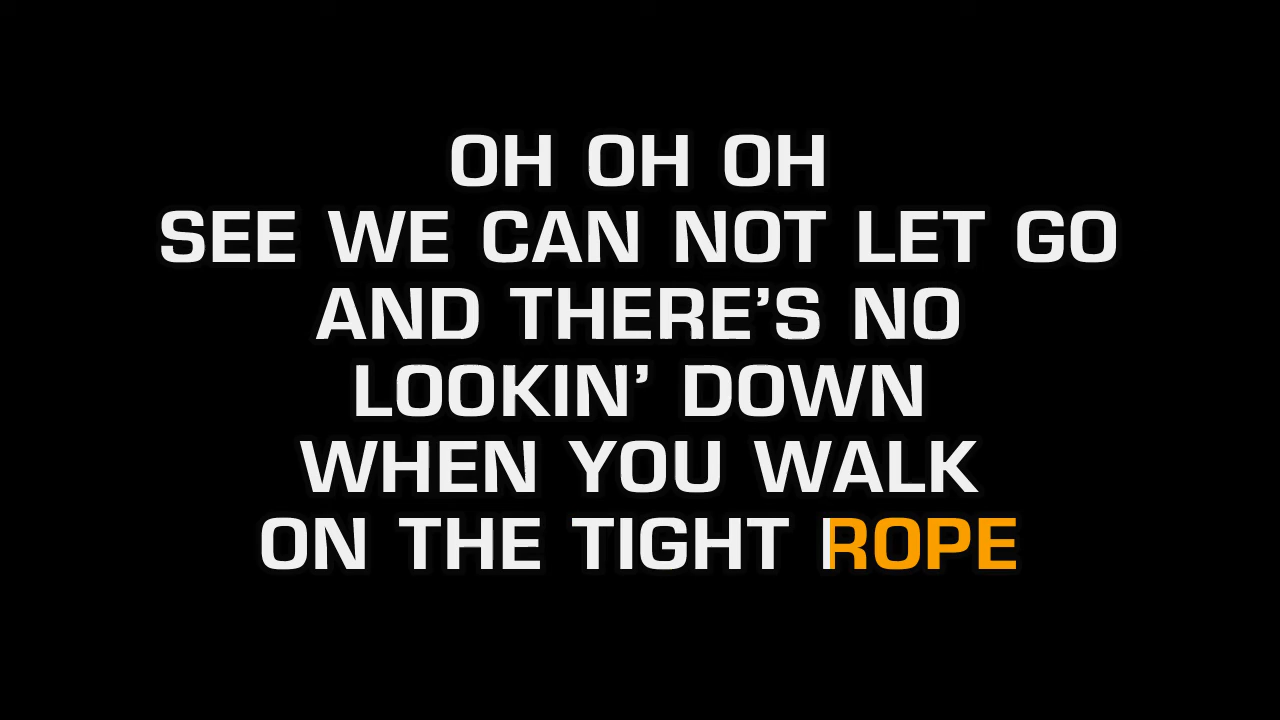 OH OH OH
SEE WE CAN NOT LET GO
AND THERE’S NO
LOOKIN’ DOWN
WHEN YOU WALK
ON THE TIGHT ROPE